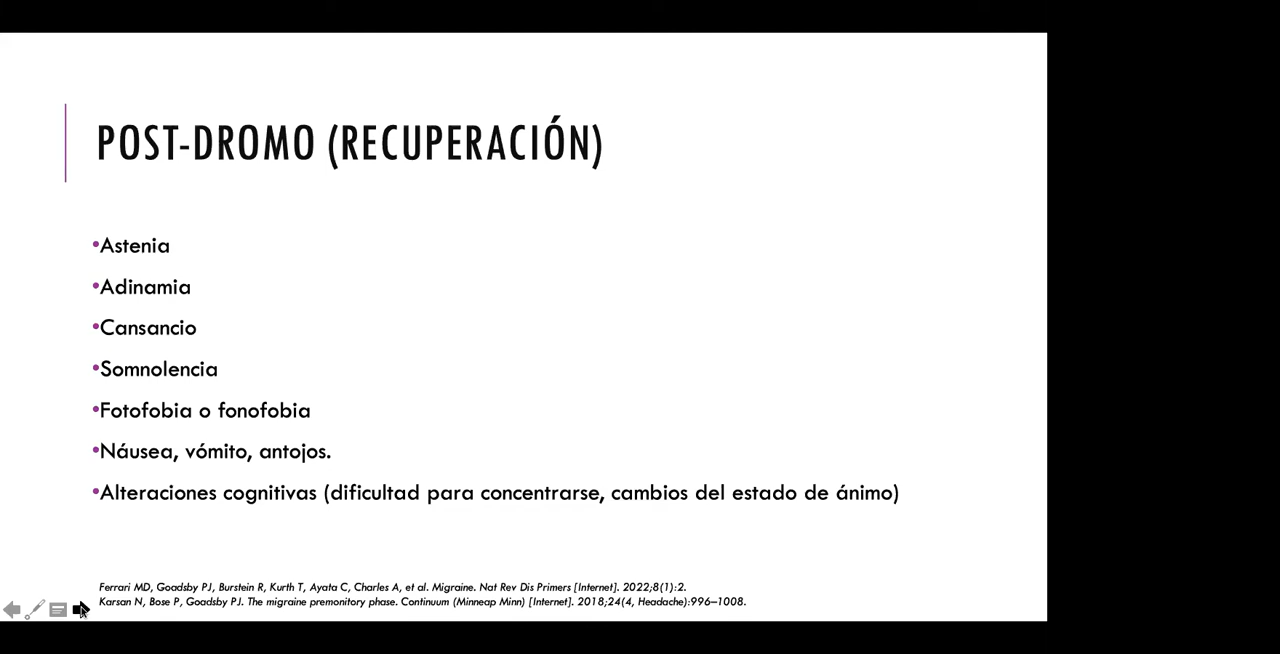 POST-DROMO (RECUPERACIÓN)
•Astenia
•Adinamia
•Cansancio
•Somnolencia
•Fotofobia o fonofobia
•Náusea, vómito, antojos.
•Alteraciones cognitivas (dificultad para concentrarse, cambios del estado de ánimo)
Ferrari MD, Goadsby PJ, Burstein R, Kurth T, Ayata C, Charles A, et al. Migraine. Nat Rev Dis Primers [Internet]. 2022;8(1):2.
Karsan N, Bose P, Goadsby PJ. The migraine premonitory phase. Continuum (Minneap Minn) [Internet]. 2018;24(4, Headache):996–1008.